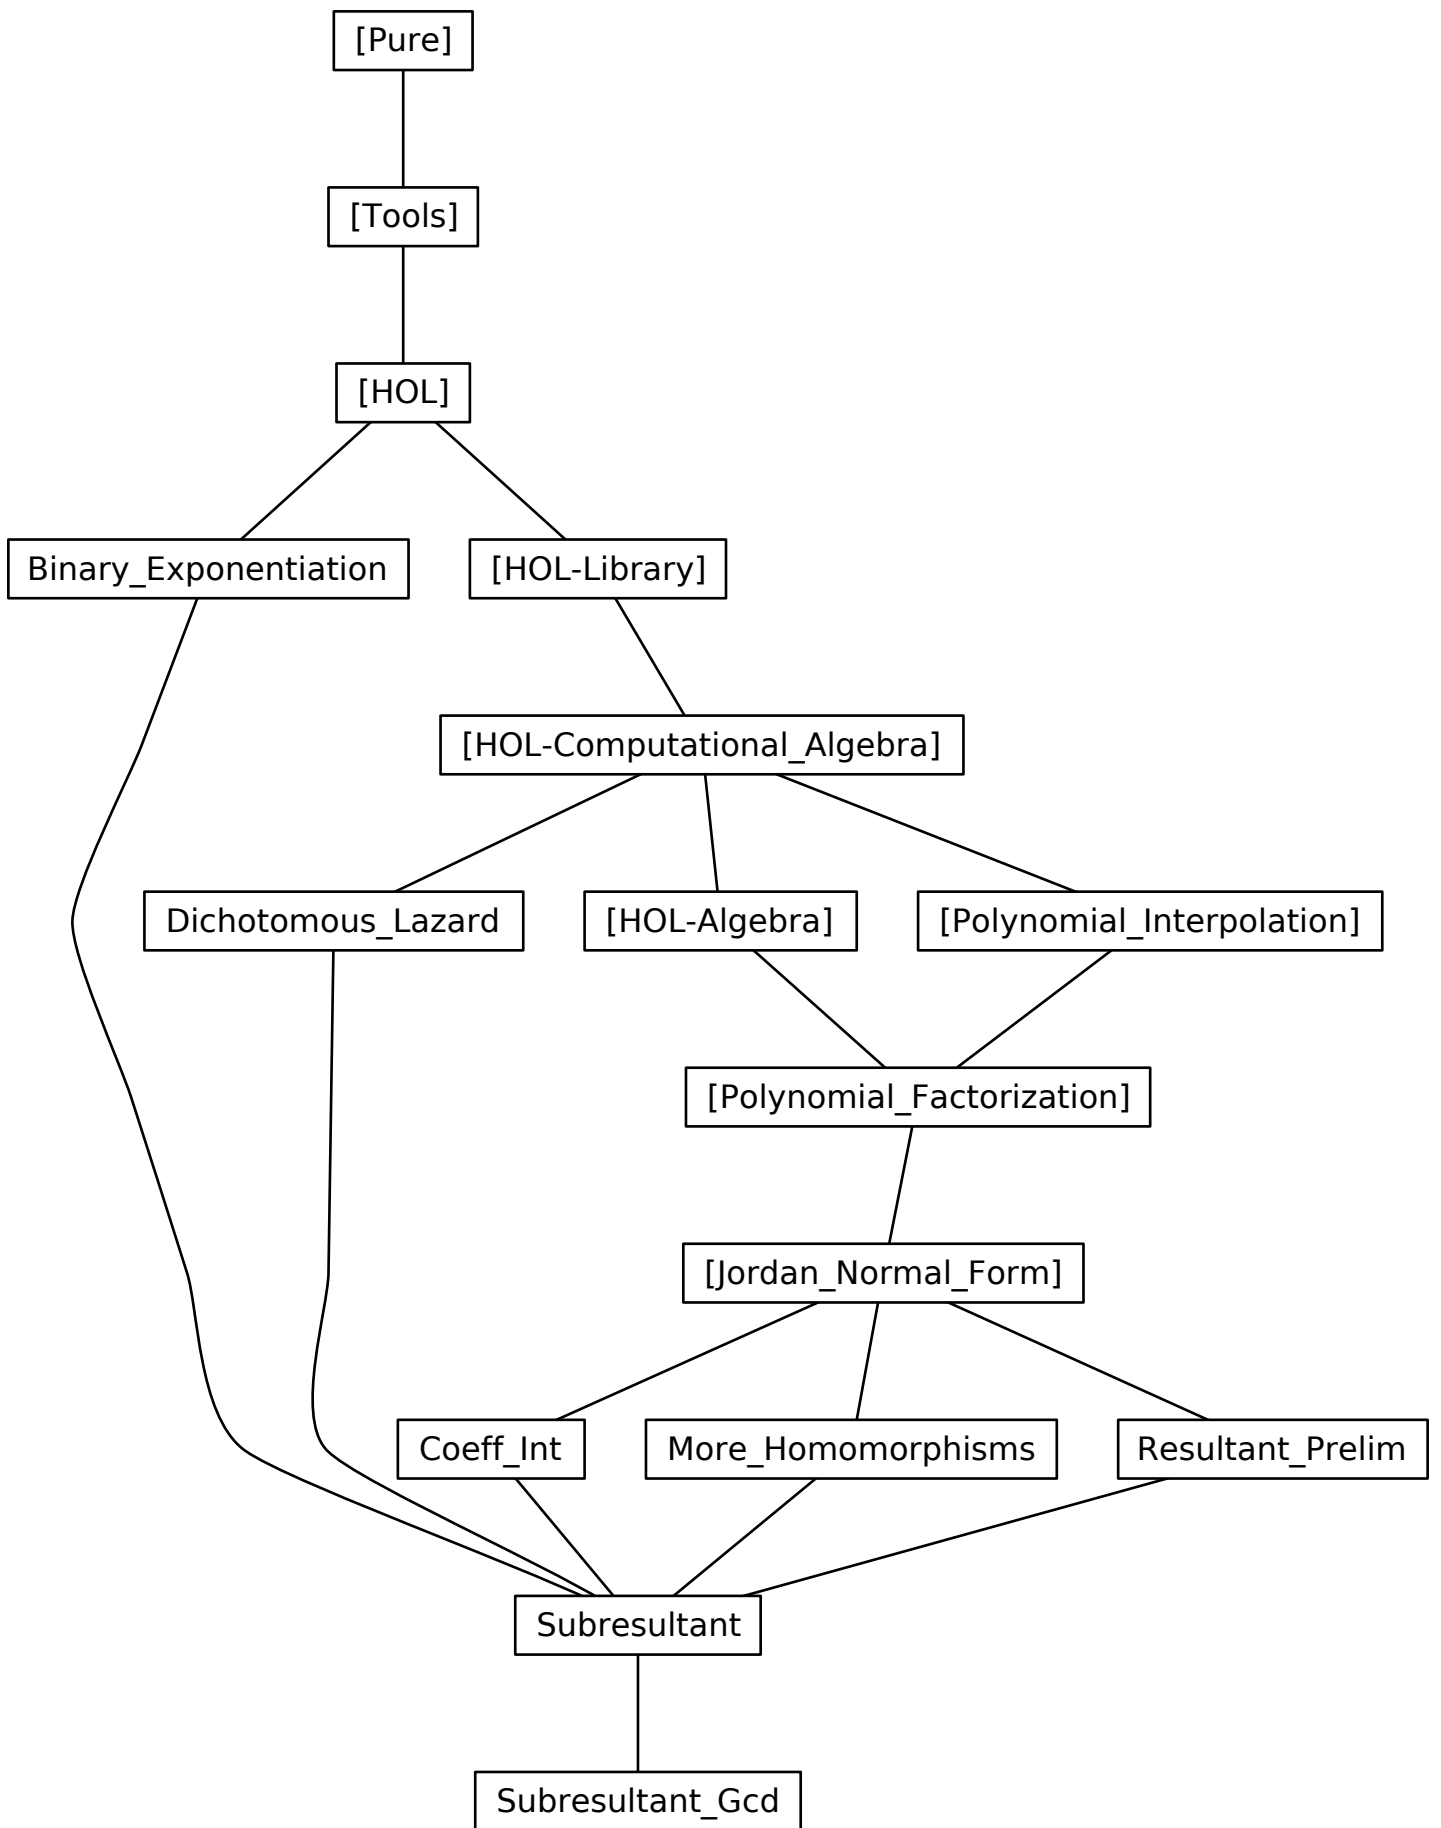 [Pure]
[Tools]
[HOL]
Binary_Exponentiation
[HOL-Library]
[HOL-Computational_Algebra]
Dichotomous_Lazard
[HOL-Algebra]
[Polynomial_Interpolation]
[Polynomial_Factorization]
[Jordan_Normal_Form]
Coeff_Int
More_Homomorphisms
Resultant_Prelim
Subresultant
Subresultant_Gcd